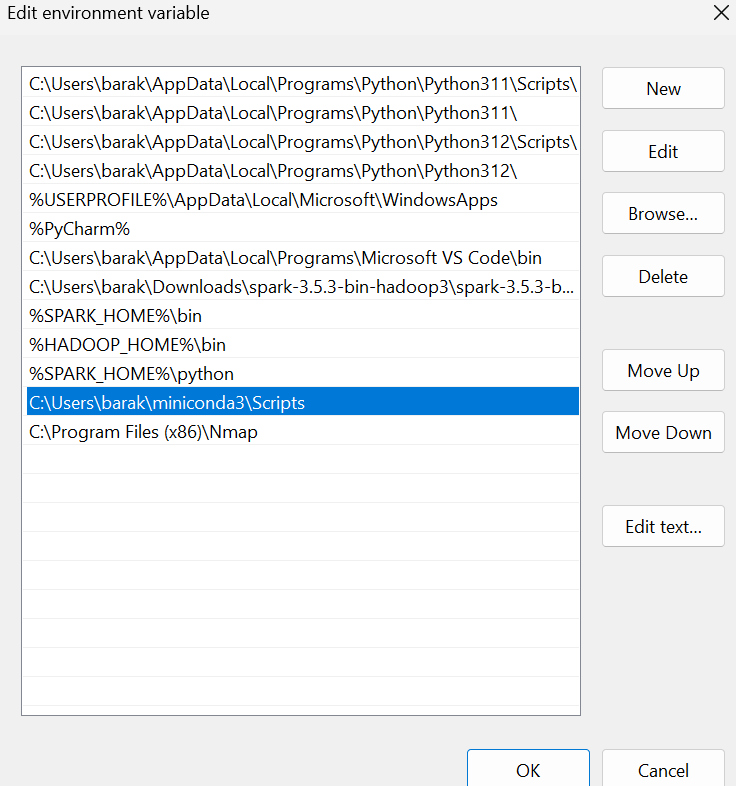 Edit environment variable
C:\Users\barak\AppData\Local\Programs\Python\Python311\Scripts\
New
C:\Users\barak\AppData\Local\Programs\Python\Python311\
C:\Users\barak\AppData\Local\Programs\Python\Python312\Scripts\
Edit
C:\Users\barak\AppData\Local\Programs\Python\Python312\
%USERPROFILE%\AppData\Local\Microsoft\WindowsApps
Browse...
%PyCharm%
C:\Users\barak\AppData\Local\Programs\Microsoft VS Code\bin
Delete
C:\Users\barak\Downloads\spark-3.5.3-bin-hadoop3\spark-3.5.3-b...
%SPARK_HOME%\bin
%HADOOP_HOME%\bin
Move Up
%SPARK_HOME%\python
C:\Users\barak\miniconda3\Scripts
C:\Program Files (x86)\Nmap
Move Down
Edit text...
OK
Cancel